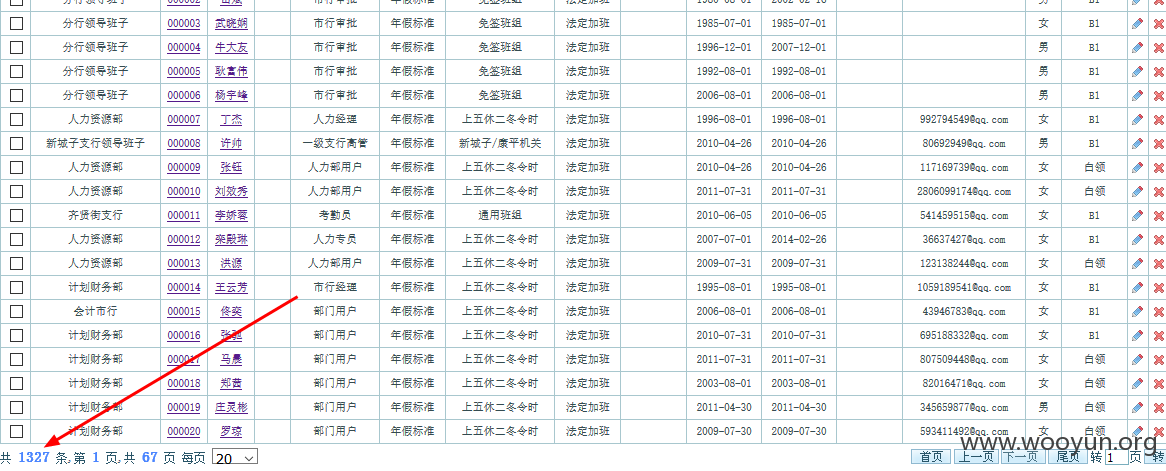 分行领导班子 000003 武晓娴 市行审批 年假标准 免签班组 法定加班 1985-07-01 1985-07-01 女 B1
分行领导班子 000004 牛大友 市行审批 年假标准 免签班组 法定加班 1996-12-01 2007-12-01 男 B1
分行领导班子 000005 市行审批 年假标准 免签班组 法定加班 1992-08-01 1992-08-01 男 B1
分行领导班子 000006 杨宇峰 市行审批 年假标准 免签班组 法定加班 2006-08-01 2006-08-01 男 B1
人力资源部 000007 丁杰 人力经理 年假标准 上五休二冬令时 法定加班 1996-08-01 1996-08-01 992794549@qq.com 女 B1
新城子支行领导班子 000008 许帅 一级支行高管 年假标准 新城子/康平机关 法定加班 2010-04-26 2010-04-26 80692949@qq.com 男 B1
人力资源部 000009 张钰 人力部用户 年假标准 上五休二冬令时 法定加班 2010-04-26 2010-04-26 117169739@qq.com 女 白领
人力资源部 000010 刘效秀 人力部用户 年假标准 上五休二冬令时 法定加班 2011-07-31 2011-07-31 2806099174@qq.com 女 白领
齐贤街支行 000011 李娇蓉 考勤员 年假标准 通用班组 法定加班 2010-06-05 2010-06-05 541459515@qq.com 女 B1
人力资源部 000012 栾殿琳 人力专员 年假标准 上五休二冬令时 法定加班 2007-07-01 2014-02-26 36637427@qq.com 女 B1
人力资源部 000013 洪源 人力部用户 年假标准 上五休二冬令时 法定加班 2009-07-31 2009-07-31 123138244@qq.com 女 白领
计划财务部 000014 王云芳 市行经理 年假标准 上五休二冬令时 法定加班 1995-08-01 1995-08-01 1059189541@qq.com 女 B1
会计市行 000015 佟奕 部门用户 年假标准 上五休二冬令时 法定加班 2006-08-01 2006-08-01 43946783@qq.com 女 B1
计划财务部 000016 部门用户 年假标准 上五休二冬令时 法定加班 2010-07-31 2010-07-31 695188332@qq.com 女 B1
计划财务部 000017 马晨 部门用户 年假标准 上五休二冬令时 法定加班 2011-07-31 2011-07-31 807509448@qq.com 女 白领
计划财务部 000018 郑茜 部门用户 年假标准 上五休二冬令时 法定加班 2003-08-01 2003-08-01 82016471@qq.com 女 白领
计划财务部 000019 庄灵彬 部门用户 年假标准 上五休二冬令时 法定加班 2011-04-30 2011-04-30 345659877@qq.com 男 白领
计划财务部 000020 罗琼 部门用户 年假标准 上五休二冬令时 法定加班 2009-07-30 2009-07-30 593411492@qq.com 女 白领
共 1327 条,第 1 页,共 67 页 每页 20 首页 上一页 下一页 尾页 转 1 页 转
www.wooyun.org